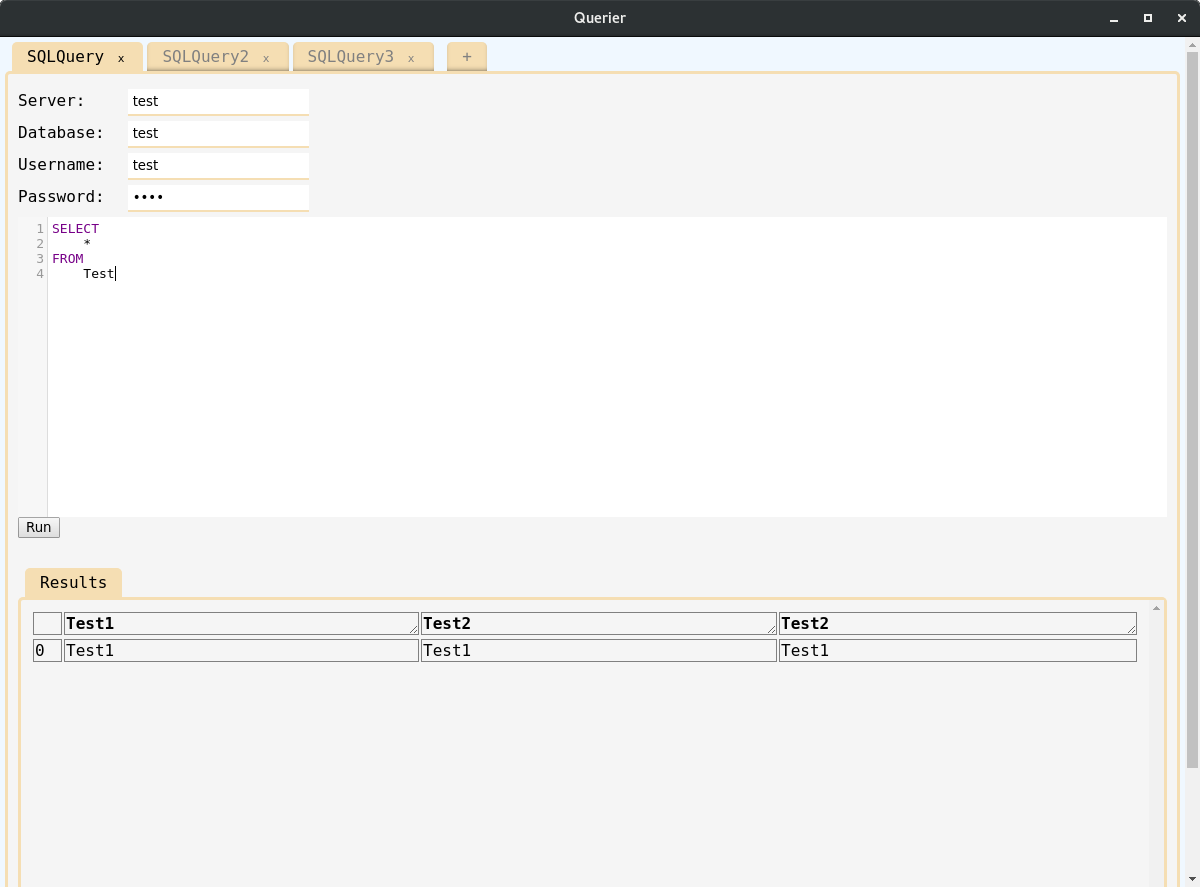 Querier
SQLQuery x SQLQuery2 x SQLQuery3 x +
Server: test
Database: test
Username: test
Password: ••••
1 SELECT
2 *
3 FROM
4 Test
Run
Results
Test1 Test2 Test2
0 Test1 Test1 Test1